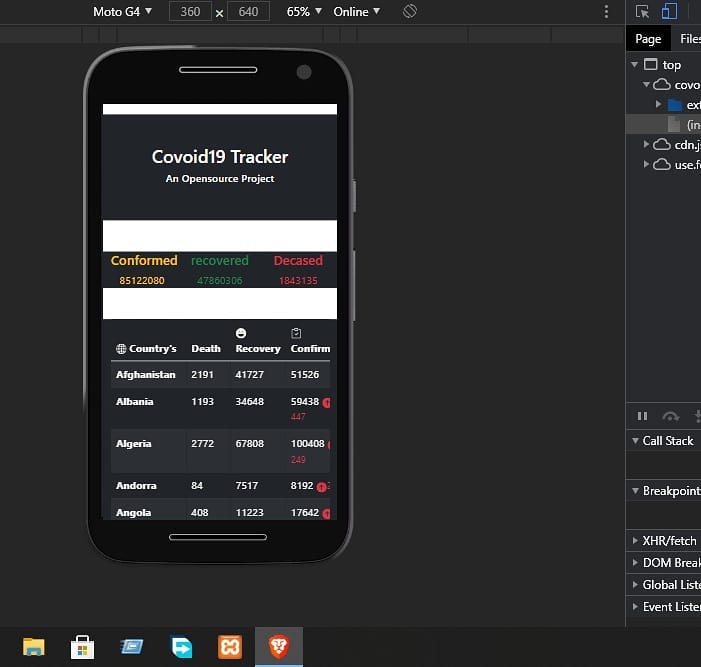 Moto G4 ▼ 360 × 640 65% ▼ Online ▼
Page Files
top
covo
ext
(in
cdn.j
use.f
Covoid19 Tracker
An Opensource Project
Conformed recovered Decased
85122080 47860306 1843135
Country's Death Recovery Confirm
Afghanistan 2191 41727 51526
Albania 1193 34648 59438
447
Algeria 2772 67808 100408
249
Andorra 84 7517 8192
Angola 408 11223 17642
Call Stack
Breakpoint
XHR/fetch
DOM Break
Global Liste
Event Listen